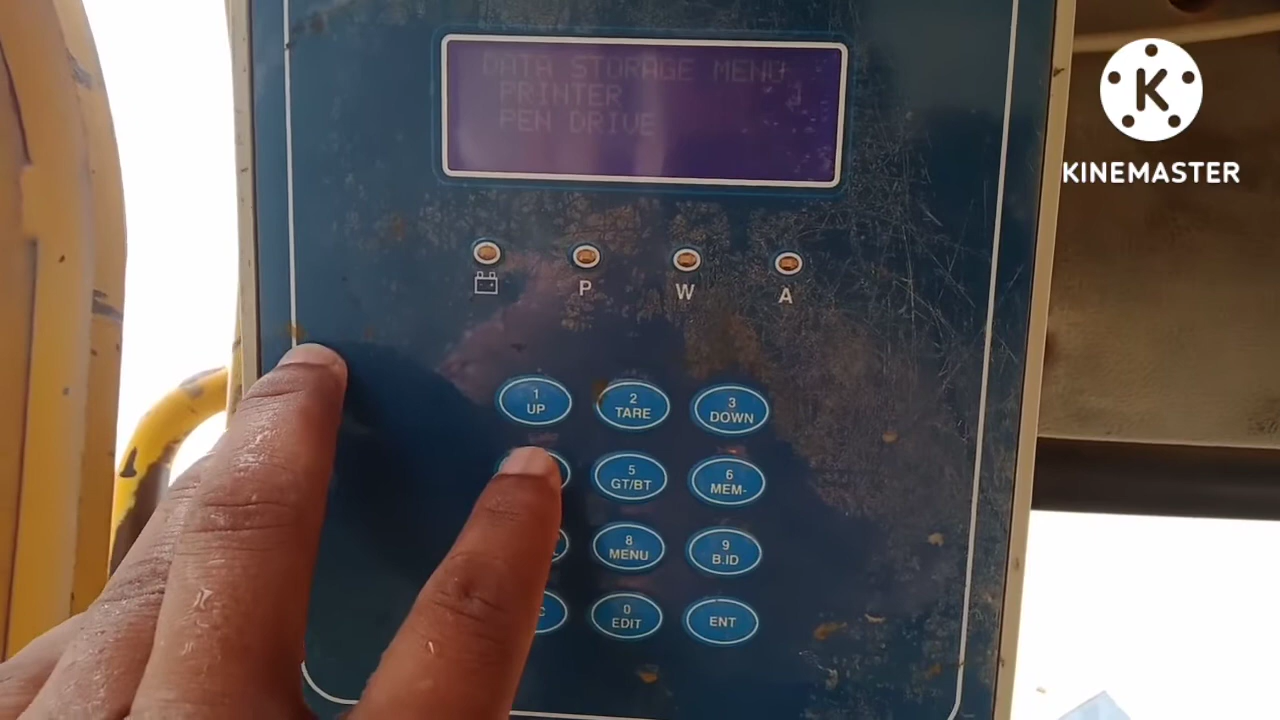 DATA STORAGE MENU
PRINTER
PEN DRIVE
K
KINEMASTER
P
W
A
1
UP
2
TARE
3
DOWN
5
GT/BT
6
MEM-
8
MENU
9
B.ID
C
0
EDIT
ENT